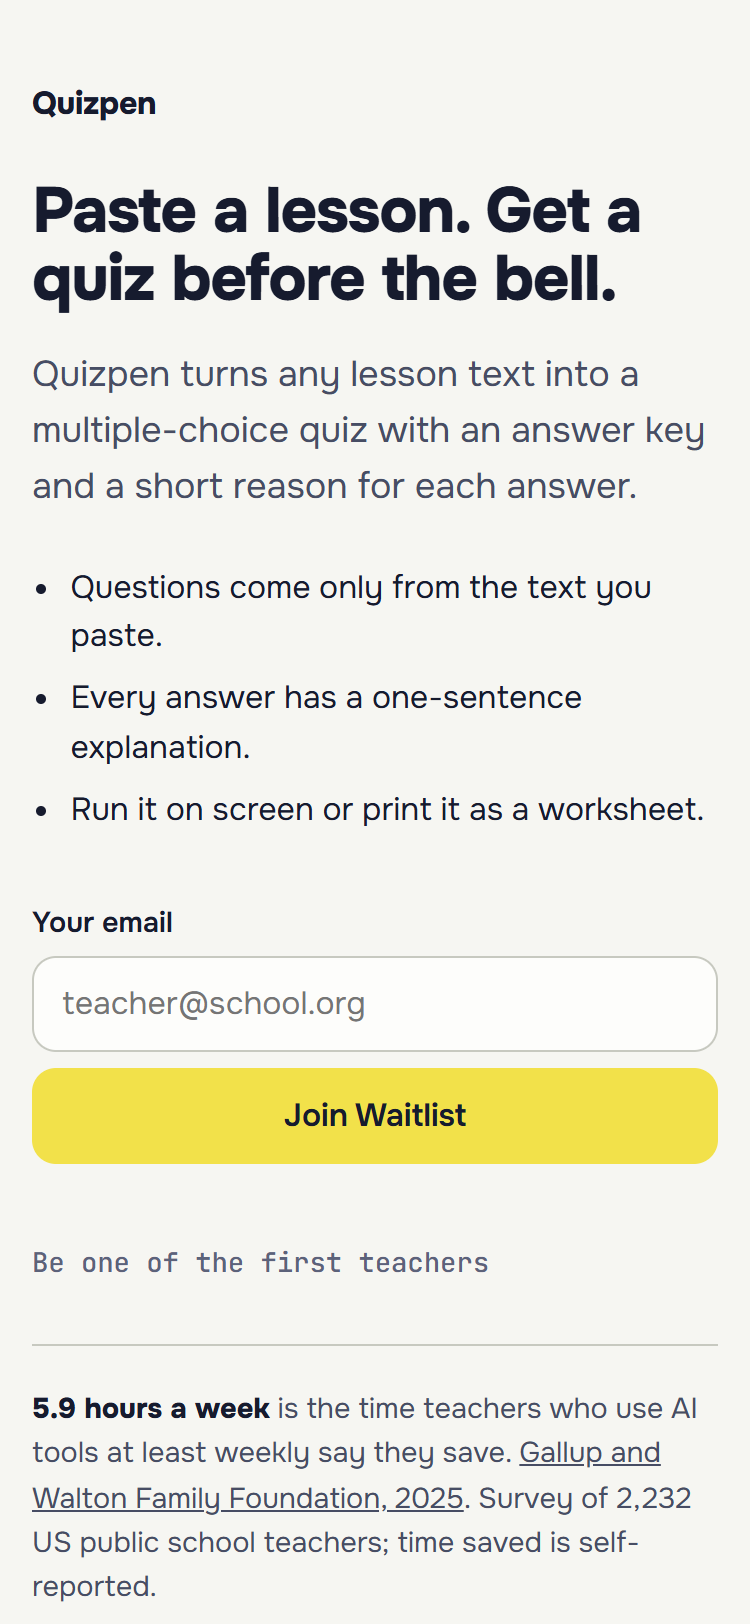 Quizpen
Paste a lesson. Get a
quiz before the bell.
Quizpen turns any lesson text into a
multiple-choice quiz with an answer key
and a short reason for each answer.
• Questions come only from the text you
paste.
• Every answer has a one-sentence
explanation.
• Run it on screen or print it as a worksheet.
Your email
teacher@school.org
Join Waitlist
Be one of the first teachers
5.9 hours a week is the time teachers who use AI
tools at least weekly say they save. Gallup and
Walton Family Foundation, 2025. Survey of 2,232
US public school teachers; time saved is self-
reported.